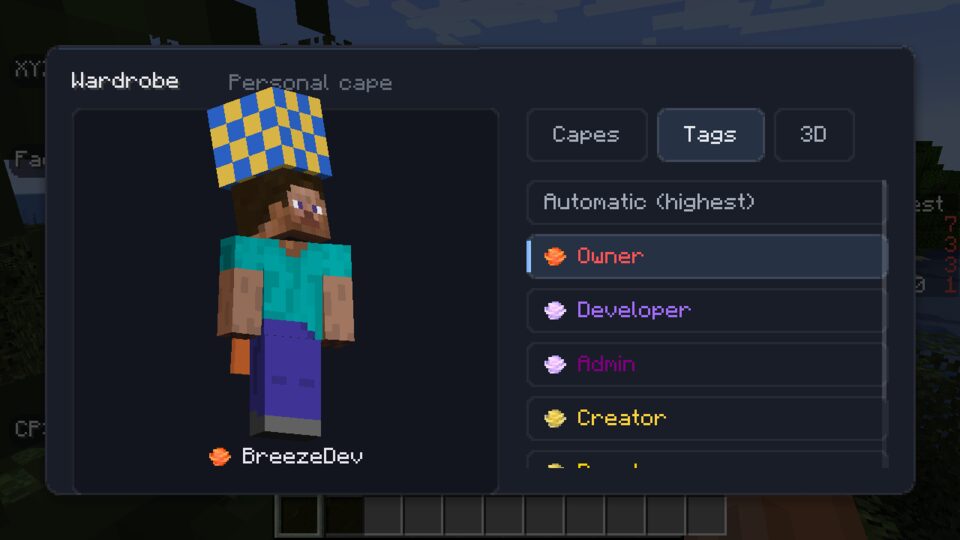 Wardrobe
Personal cape
Capes
Tags
3D
Automatic (highest)
Owner
Developer
Admin
Creator
BreezeDev